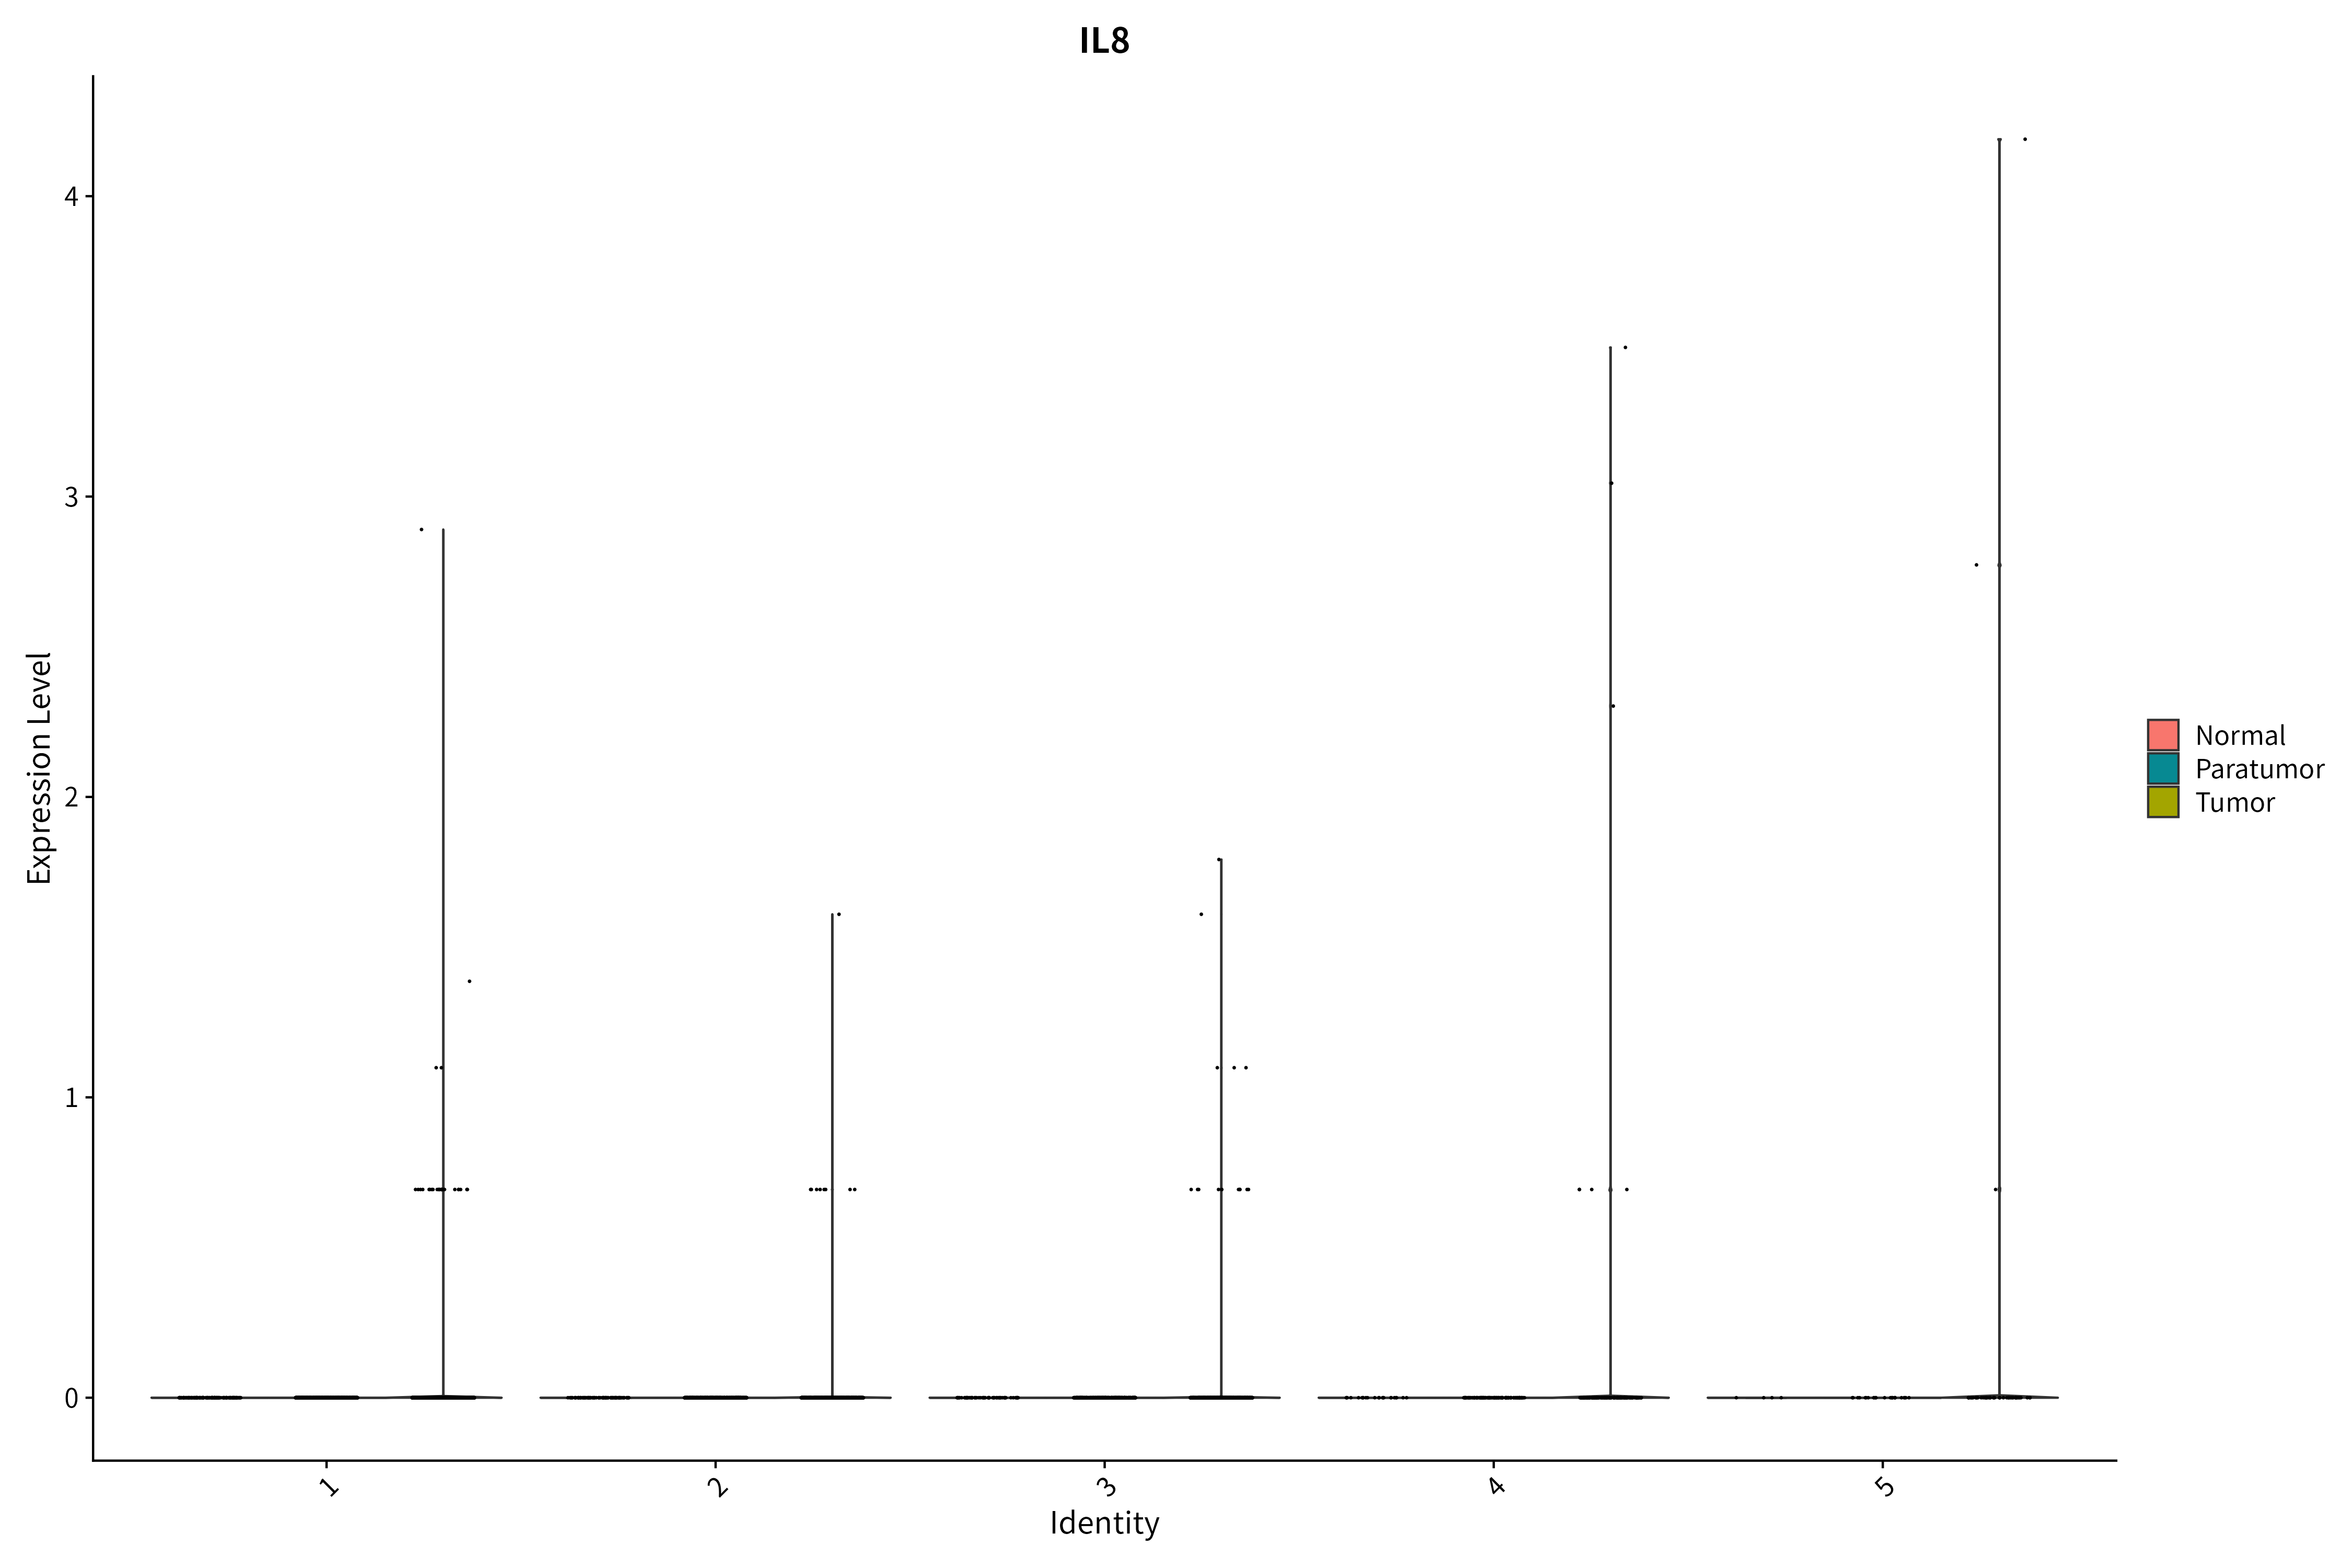 IL8
Expression Level
4
3
2
1
0
1
2
3
4
5
Identity
Normal
Paratumor
Tumor